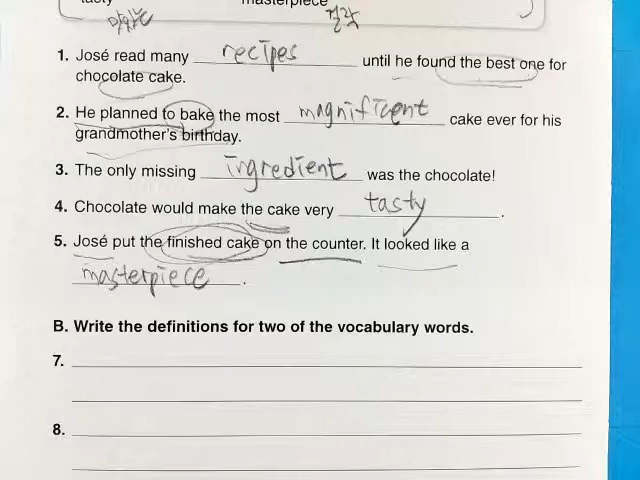 tasty masterpiece
맛있는 걸작
1. José read many recipes until he found the best one for
chocolate cake.
2. He planned to bake the most magnificent cake ever for his
grandmother's birthday.
3. The only missing ingredient was the chocolate!
4. Chocolate would make the cake very tasty.
5. José put the finished cake on the counter. It looked like a
masterpiece.
B. Write the definitions for two of the vocabulary words.
7.
8.